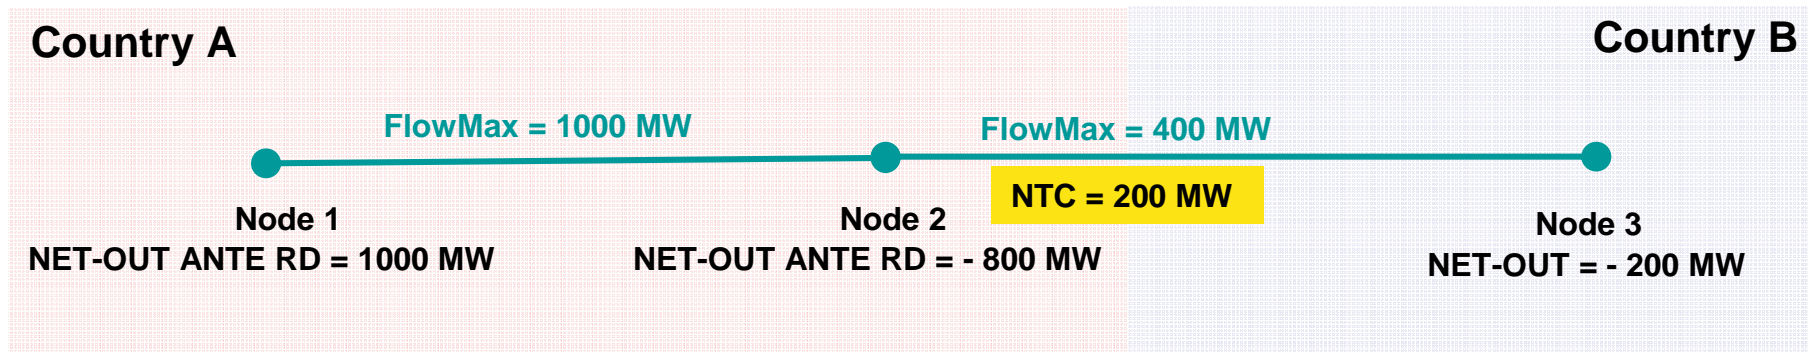 Country A
Country B
FlowMax = 1000 MW
FlowMax = 400 MW
NTC = 200 MW
Node 1
NET-OUT ANTE RD = 1000 MW
Node 2
NET-OUT ANTE RD = - 800 MW
Node 3
NET-OUT = - 200 MW